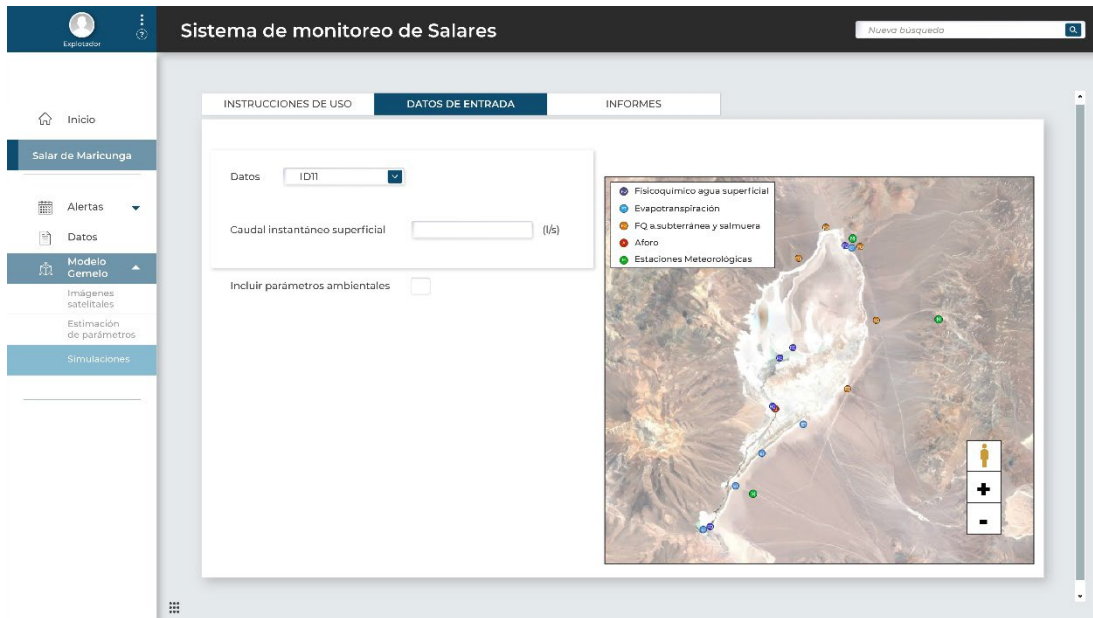 Explotador
Sistema de monitoreo de Salares
Nueva búsqueda
Inicio
Salar de Maricunga
Alertas
Datos
Modelo
Gemelo
Imágenes
satelitales
Estimación
de parámetros
Simulaciones
INSTRUCCIONES DE USO
DATOS DE ENTRADA
INFORMES
Datos
ID11
Caudal instantáneo superficial
(l/s)
Incluir parámetros ambientales
Fisicoquímico agua superficial
Evapotranspiración
FQ a.subterránea y salmuera
Aforo
Estaciones Meteorológicas
+
-